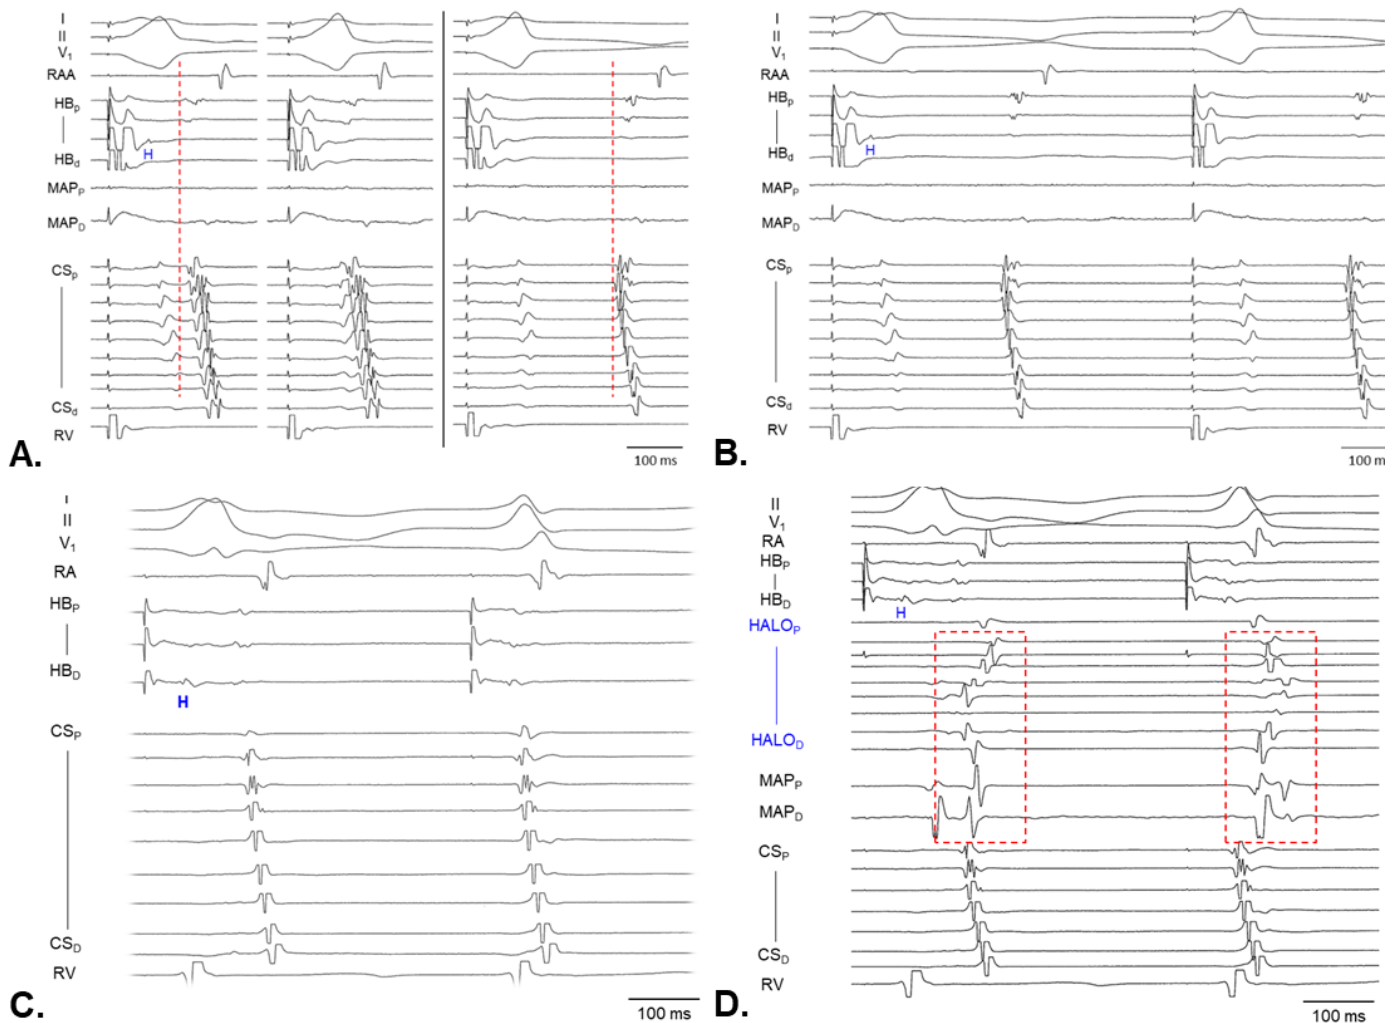 I
II
V1
RAA
HBp
HBd
H
MAPP
MAPD
CSp
CSd
RV
100 ms
A.
I
II
V1
RAA
HBp
HBd
H
MAPP
MAPD
CSp
CSd
RV
100 ms
B.
I
II
V1
RA
HBP
HBD
H
CSP
CSD
RV
100 ms
C.
II
V1
RA
HBP
HBD
H
HALOP
HALOD
MAPP
MAPD
CSP
CSD
RV
100 ms
D.